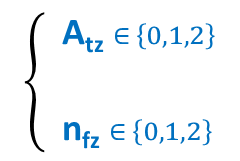 A_tz ∈ {0,1,2}
n_fz ∈ {0,1,2}